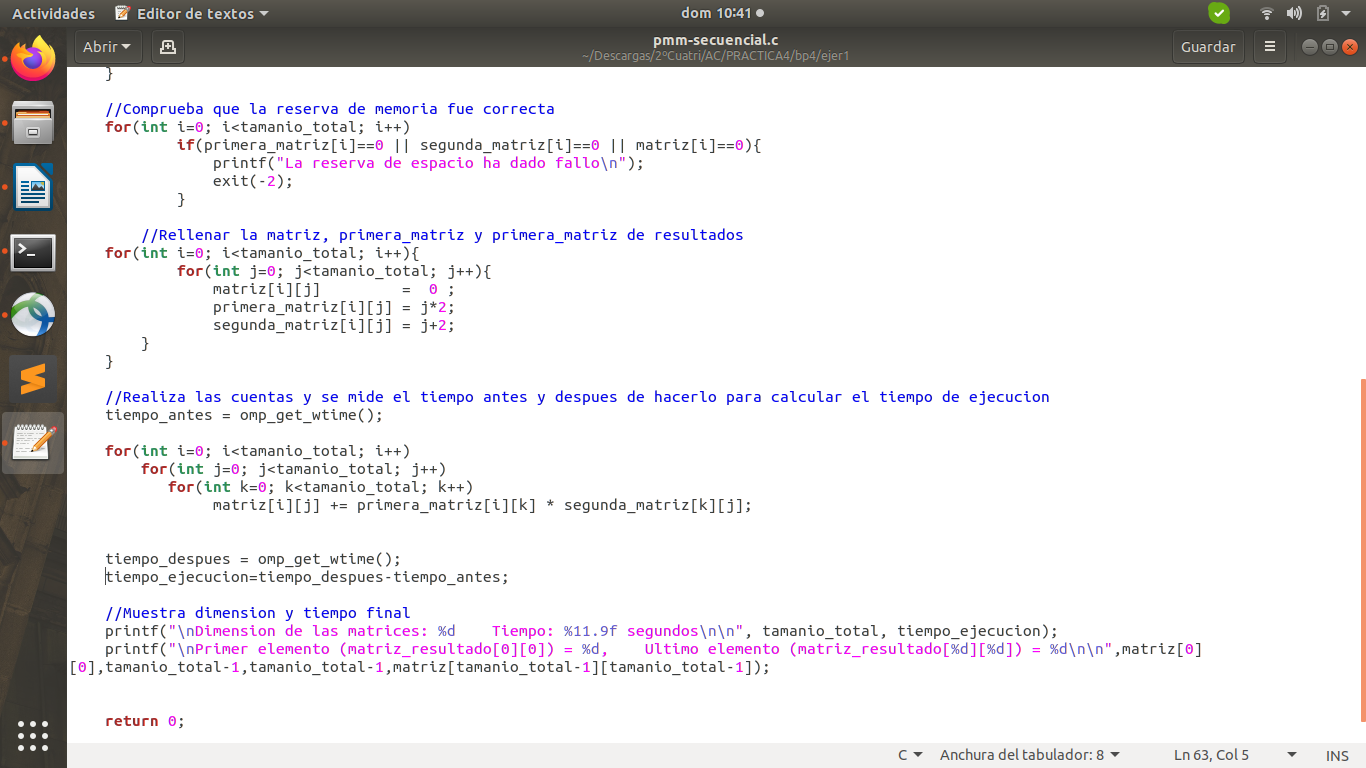 Actividades Editor de textos dom 10:41
Abrir pmm-secuencial.c Guardar
~/Descargas/2ºCuatri/AC/PRACTICA4/bp4/ejer1
}
//Comprueba que la reserva de memoria fue correcta
for(int i=0; i<tamanio_total; i++)
if(primera_matriz[i]==0 || segunda_matriz[i]==0 || matriz[i]==0){
printf("La reserva de espacio ha dado fallo\n");
exit(-2);
}
//Rellenar la matriz, primera_matriz y primera_matriz de resultados
for(int i=0; i<tamanio_total; i++){
for(int j=0; j<tamanio_total; j++){
matriz[i][j]         =  0 ;
primera_matriz[i][j] = j*2;
segunda_matriz[i][j] = j+2;
}
}
//Realiza las cuentas y se mide el tiempo antes y despues de hacerlo para calcular el tiempo de ejecucion
tiempo_antes = omp_get_wtime();
for(int i=0; i<tamanio_total; i++)
for(int j=0; j<tamanio_total; j++)
for(int k=0; k<tamanio_total; k++)
matriz[i][j] += primera_matriz[i][k] * segunda_matriz[k][j];
tiempo_despues = omp_get_wtime();
tiempo_ejecucion=tiempo_despues-tiempo_antes;
//Muestra dimension y tiempo final
printf("\nDimension de las matrices: %d    Tiempo: %11.9f segundos\n\n", tamanio_total, tiempo_ejecucion);
printf("\nPrimer elemento (matriz_resultado[0][0]) = %d,    Ultimo elemento (matriz_resultado[%d][%d]) = %d\n\n",matriz[0]
[0],tamanio_total-1,tamanio_total-1,matriz[tamanio_total-1][tamanio_total-1]);
return 0;
C Anchura del tabulador: 8 Ln 63, Col 5 INS